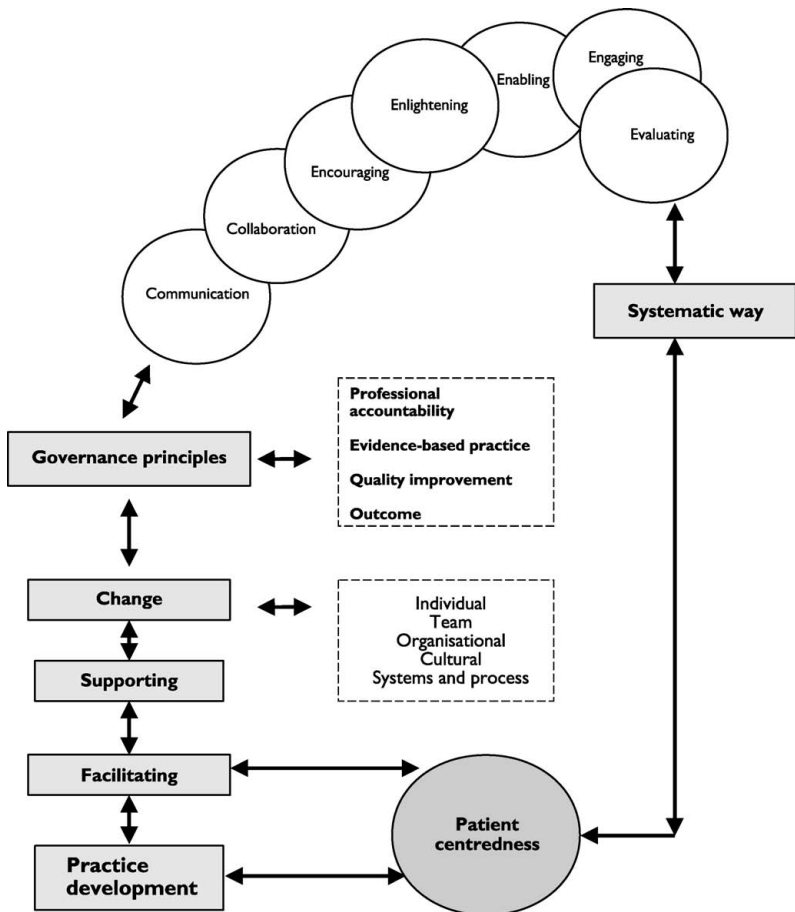 Engaging
Enabling
Enlightening
Evaluating
Encouraging
Collaboration
Communication
Systematic way
Professional
accountability
Governance principles
Evidence-based practice
Quality improvement
Outcome
Change
Individual
Team
Organisational
Cultural
Systems and process
Supporting
Facilitating
Patient
centredness
Practice
development